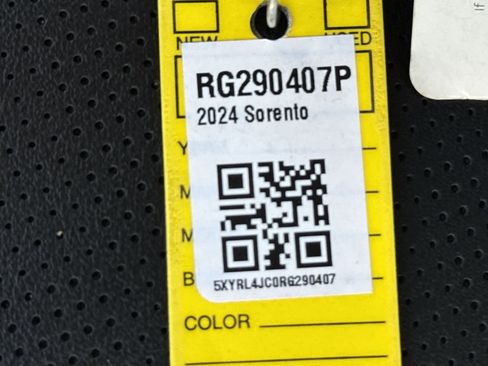 NEW USED
RG290407P
2024 Sorento
Y
M
M
B
5XYRL4JC0RG290407
COLOR